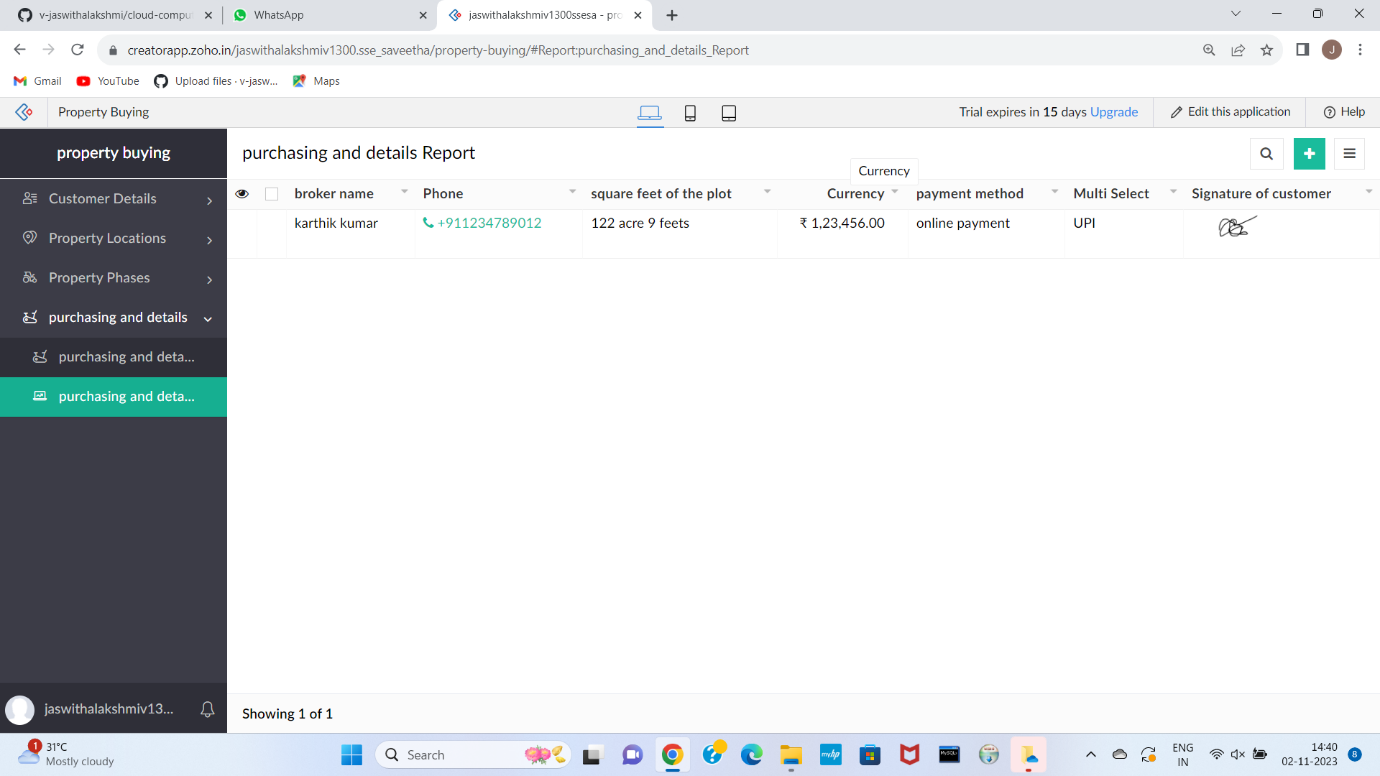 v-jaswithalakshmi/cloud-compu
WhatsApp
jaswithalakshmiv1300ssesa - pro
creatorapp.zoho.in/jaswithalakshmiv1300.sse_saveetha/property-buying/#Report:purchasing_and_details_Report
J
Gmail YouTube Upload files · v-jasw... Maps
Property Buying
Trial expires in 15 days Upgrade
Edit this application
Help
property buying
purchasing and details Report
Currency
broker name Phone square feet of the plot Currency payment method Multi Select Signature of customer
karthik kumar +911234789012 122 acre 9 feets ₹ 1,23,456.00 online payment UPI
Customer Details
Property Locations
Property Phases
purchasing and details
purchasing and deta...
purchasing and deta...
jaswithalakshmiv13...
Showing 1 of 1
1
31°C
Mostly cloudy
Search
myhp
MySQL
ENG
IN
14:40
02-11-2023
8